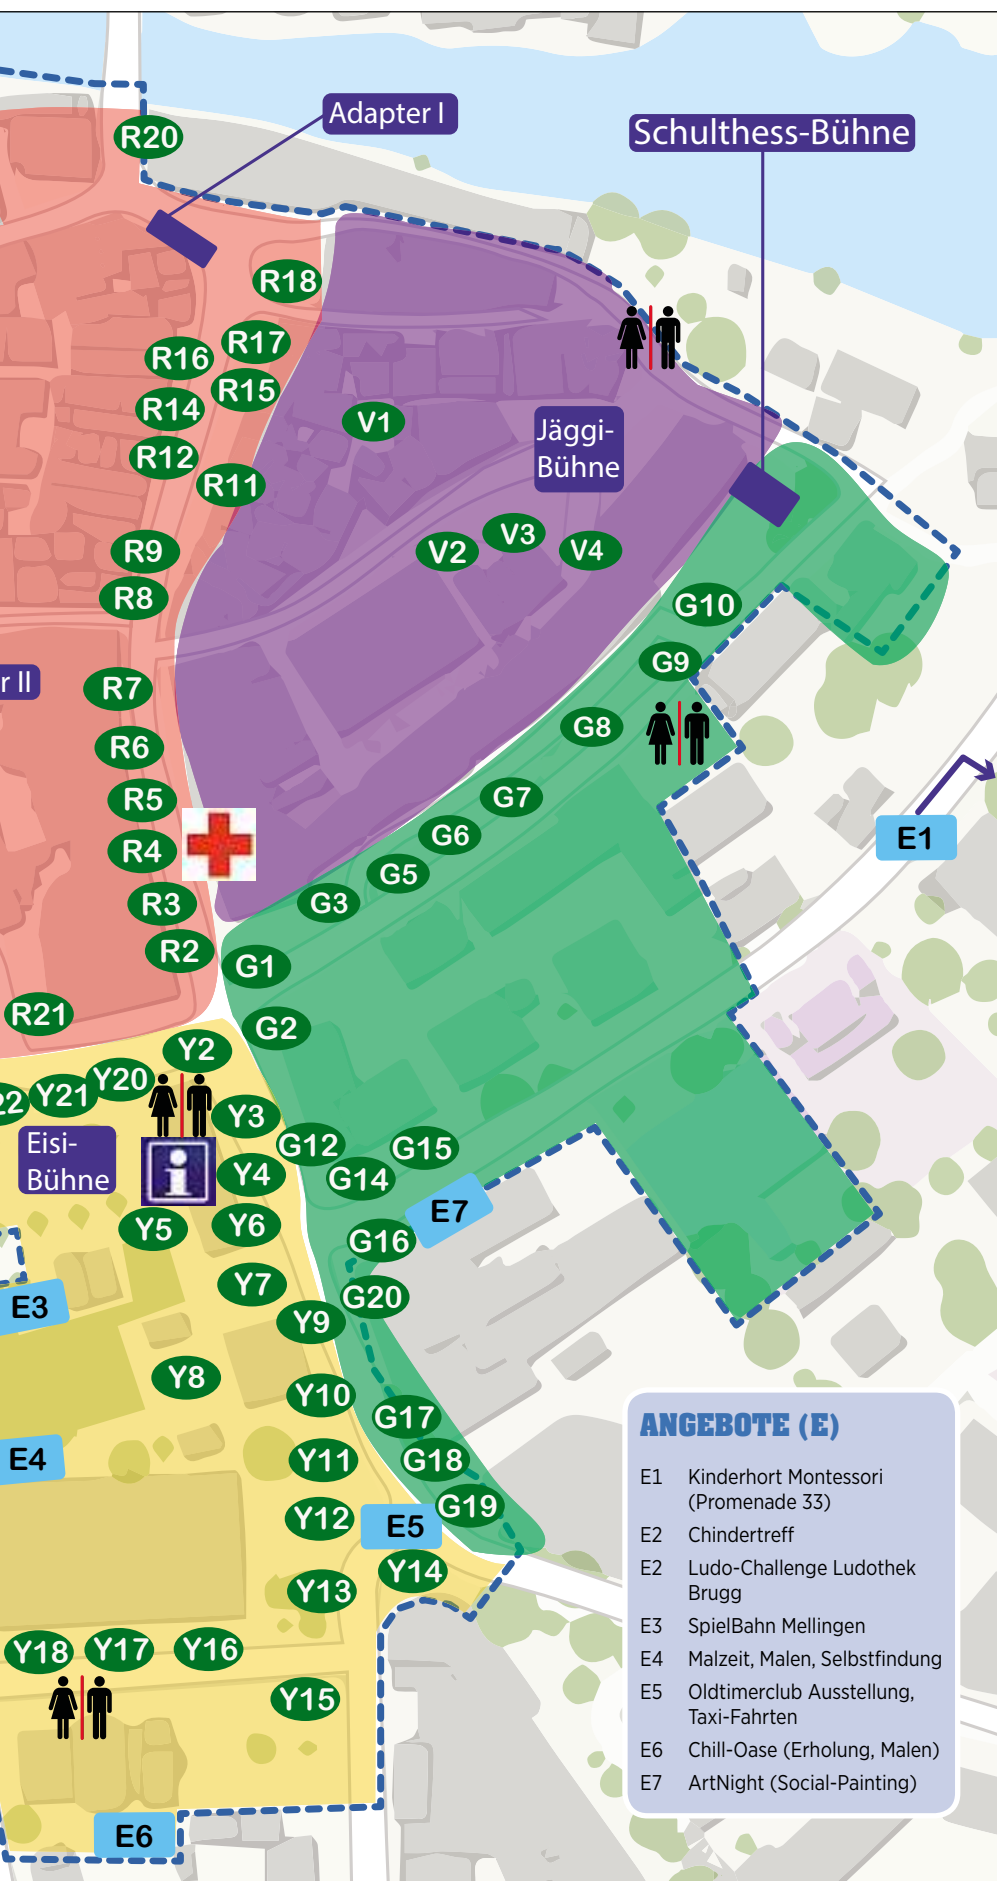 R20
Adapter I
Schulthess-Bühne
R18
R17
R16
R15
R14
V1
Jäggi-
Bühne
R12
R11
V3
V2
V4
R9
R8
G10
G9
r II
R7
G8
R6
G7
R5
G6
E1
R4
G5
R3
G3
R2
G1
R21
G2
Y2
Y20
Y21
22
Y3
Eisi-
Bühne
G12
G15
i
Y4
G14
E7
Y5
Y6
G16
Y7
G20
E3
Y9
Y8
Y10
G17
ANGEBOTE (E)
E4
Y11
G18
E1 Kinderhort Montessori
(Promenade 33)
Y12
E5
G19
E2 Chindertreff
Y13
Y14
E2 Ludo-Challenge Ludothek
Brugg
Y18
Y17
Y16
E3 SpielBahn Mellingen
E4 Malzeit, Malen, Selbstfindung
Y15
E5 Oldtimerclub Ausstellung,
Taxi-Fahrten
E6 Chill-Oase (Erholung, Malen)
E7 ArtNight (Social-Painting)
E6